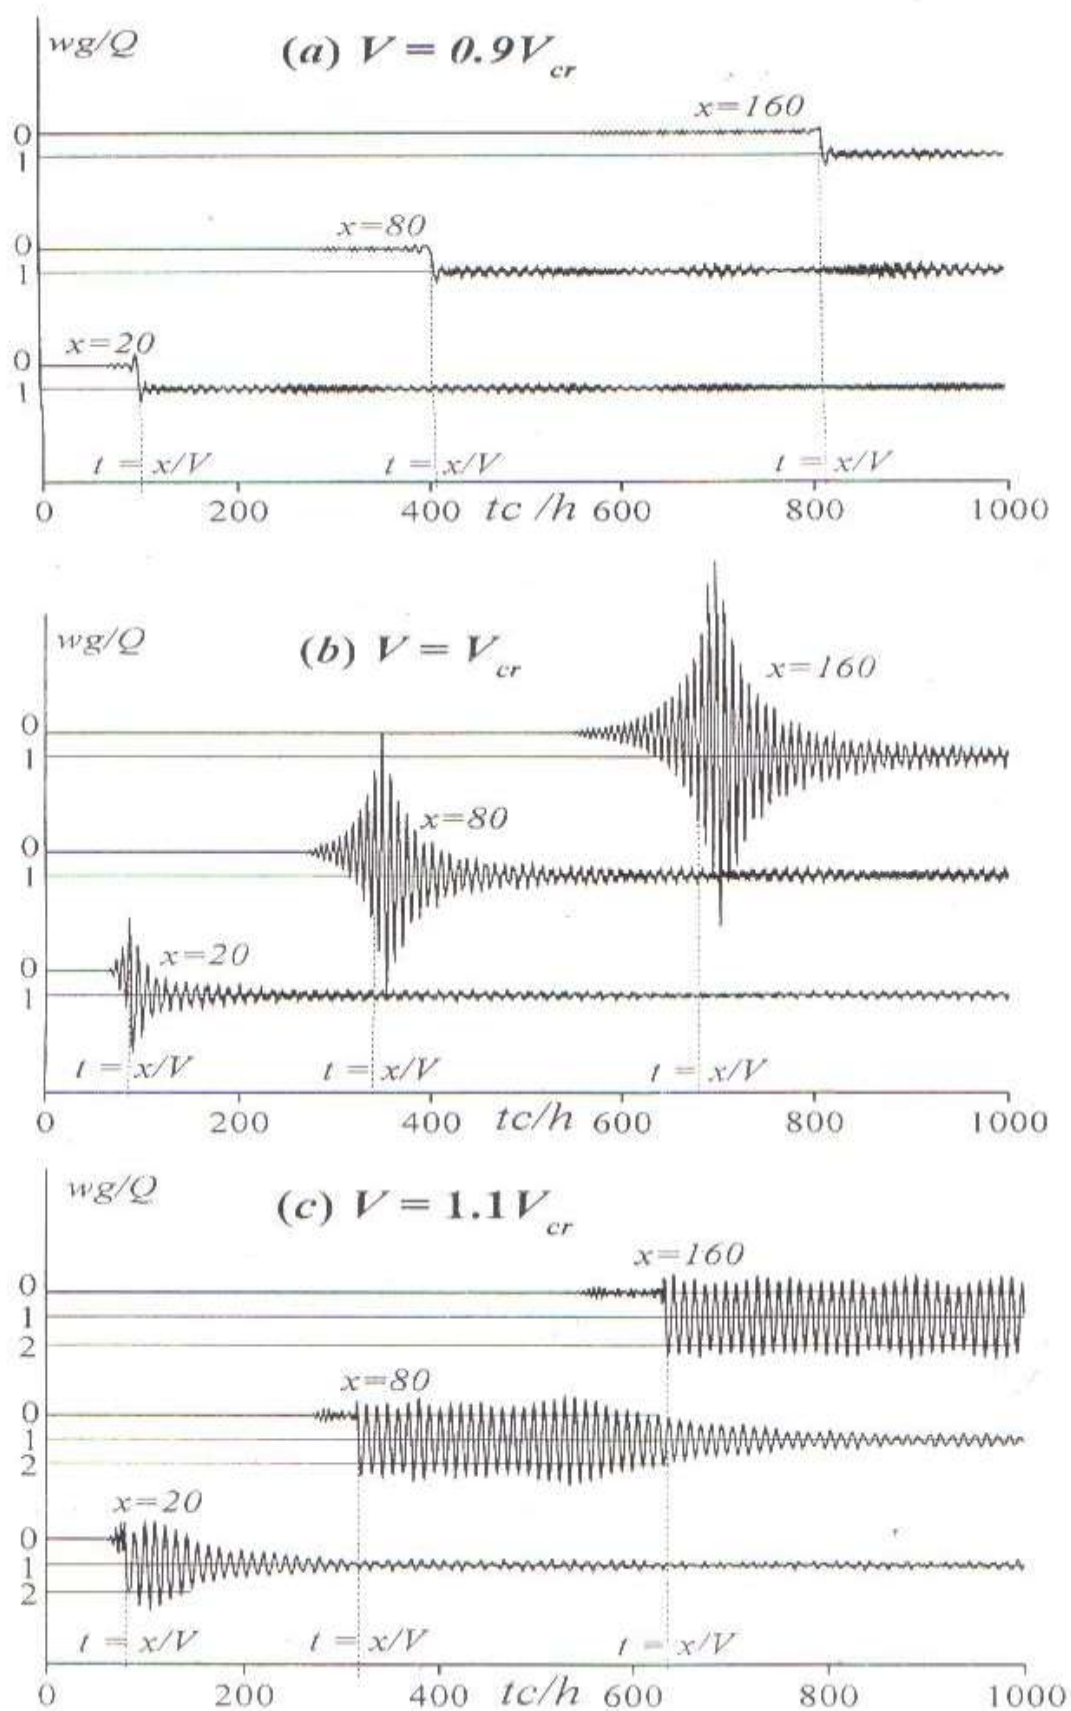 wg/Q
(a) V = 0.9V_cr
x=160
0
1
x=80
0
1
x=20
0
1
t = x/V t = x/V t = x/V
0 200 400 tc/h 600 800 1000
wg/Q
(b) V = V_cr
x=160
0
1
x=80
0
1
x=20
0
1
t = x/V t = x/V t = x/V
0 200 400 tc/h 600 800 1000
wg/Q
(c) V = 1.1V_cr
x=160
0
1
2
x=80
0
1
2
x=20
0
1
2
t = x/V t = x/V t = x/V
0 200 400 tc/h 600 800 1000